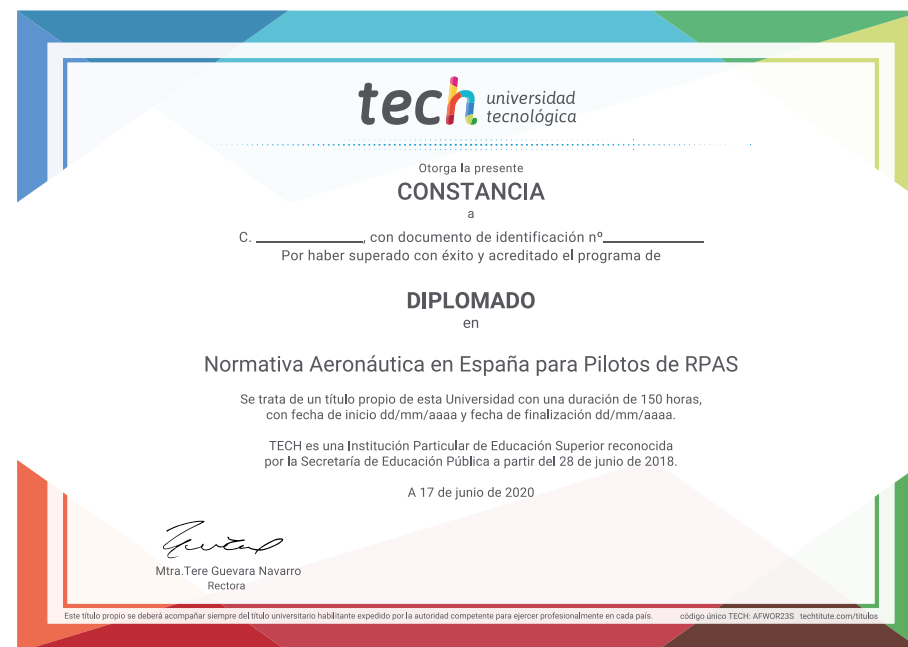 tech universidad
tecnológica
Otorga la presente
CONSTANCIA
a
C. ____________, con documento de identificación nº____________
Por haber superado con éxito y acreditado el programa de
DIPLOMADO
en
Normativa Aeronáutica en España para Pilotos de RPAS
Se trata de un título propio de esta Universidad con una duración de 150 horas,
con fecha de inicio dd/mm/aaaa y fecha de finalización dd/mm/aaaa.
TECH es una Institución Particular de Educación Superior reconocida
por la Secretaría de Educación Pública a partir del 28 de junio de 2018.
A 17 de junio de 2020
Mtra.Tere Guevara Navarro
Rectora
Este título propio se deberá acompañar siempre del título universitario habilitante expedido por la autoridad competente para ejercer profesionalmente en cada país. código único TECH: AFWOR23S techtitute.com/titulos